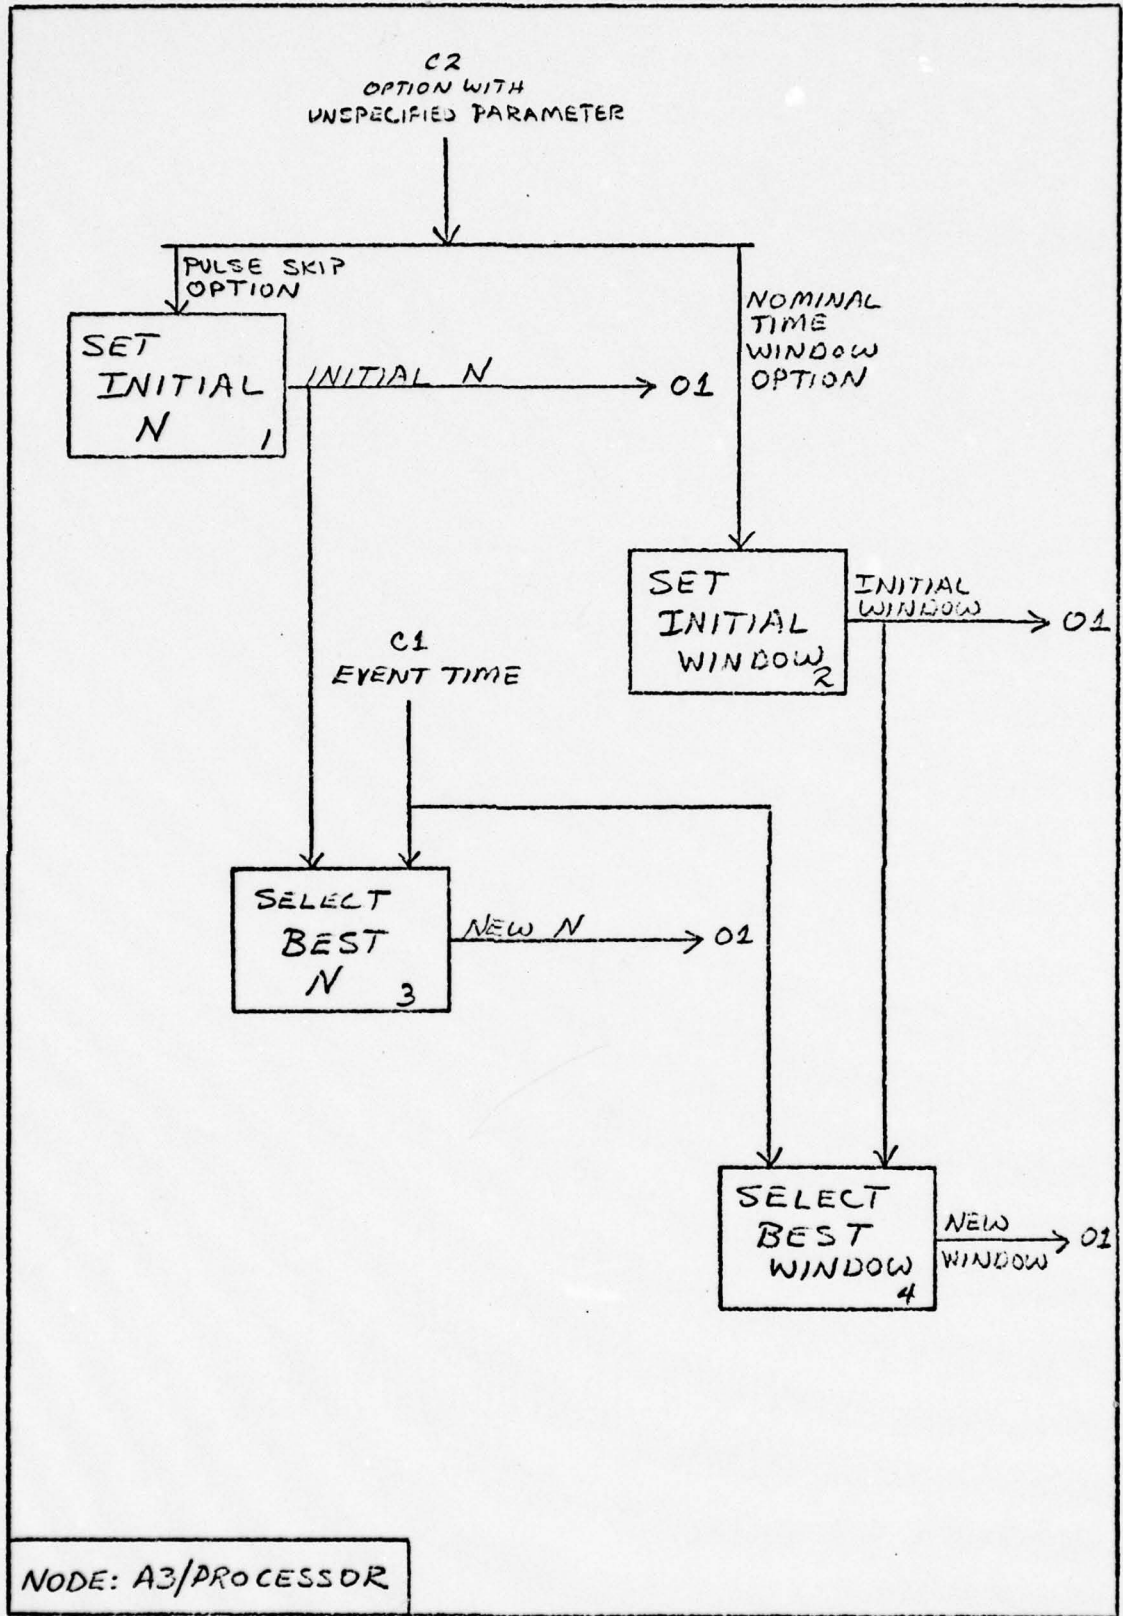 C2
OPTION WITH
UNSPECIFIED PARAMETER
PULSE SKIP
OPTION
SET
INITIAL
N
1
INITIAL N
O1
NOMINAL
TIME
WINDOW
OPTION
SET
INITIAL
WINDOW
2
INITIAL
WINDOW
O1
C1
EVENT TIME
SELECT
BEST
N
3
NEW N
O1
SELECT
BEST
WINDOW
4
NEW
WINDOW
O1
NODE: A3/PROCESSOR